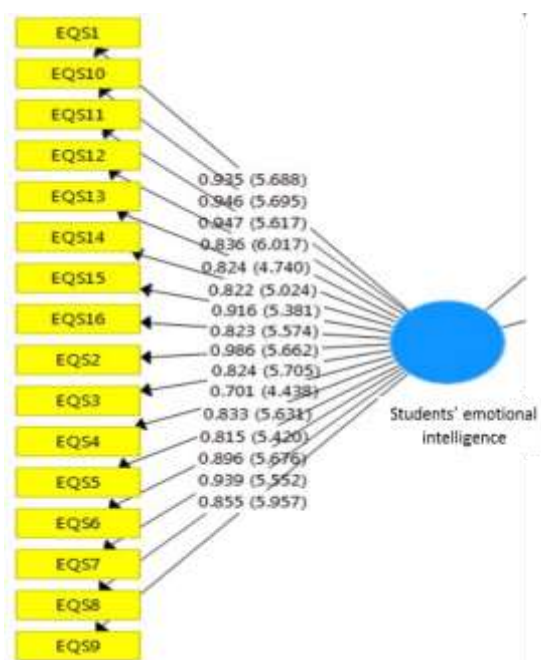 EQS1
EQS10
EQS11
EQS12
EQS13
EQS14
EQS15
EQS16
EQS2
EQS3
EQS4
EQS5
EQS6
EQS7
EQS8
EQS9
0.935 (5.688)
0.946 (5.695)
0.947 (5.617)
0.836 (6.017)
0.824 (4.740)
0.822 (5.024)
0.916 (5.381)
0.823 (5.574)
0.986 (5.662)
0.824 (5.705)
0.701 (4.438)
0.833 (5.631)
0.815 (5.420)
0.896 (5.676)
0.939 (5.552)
0.855 (5.957)
Students' emotional
intelligence